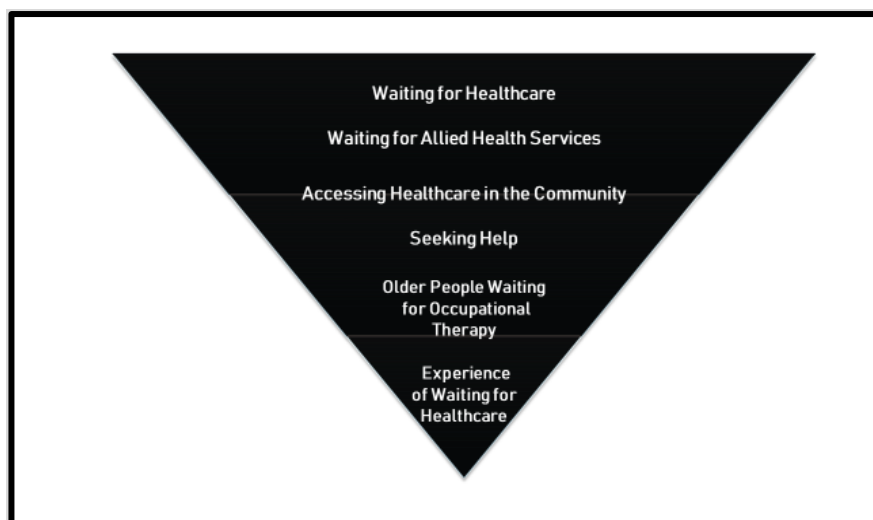 Waiting for Healthcare
Waiting for Allied Health Services
Accessing Healthcare in the Community
Seeking Help
Older People Waiting
for Occupational
Therapy
Experience
of Waiting for
Healthcare